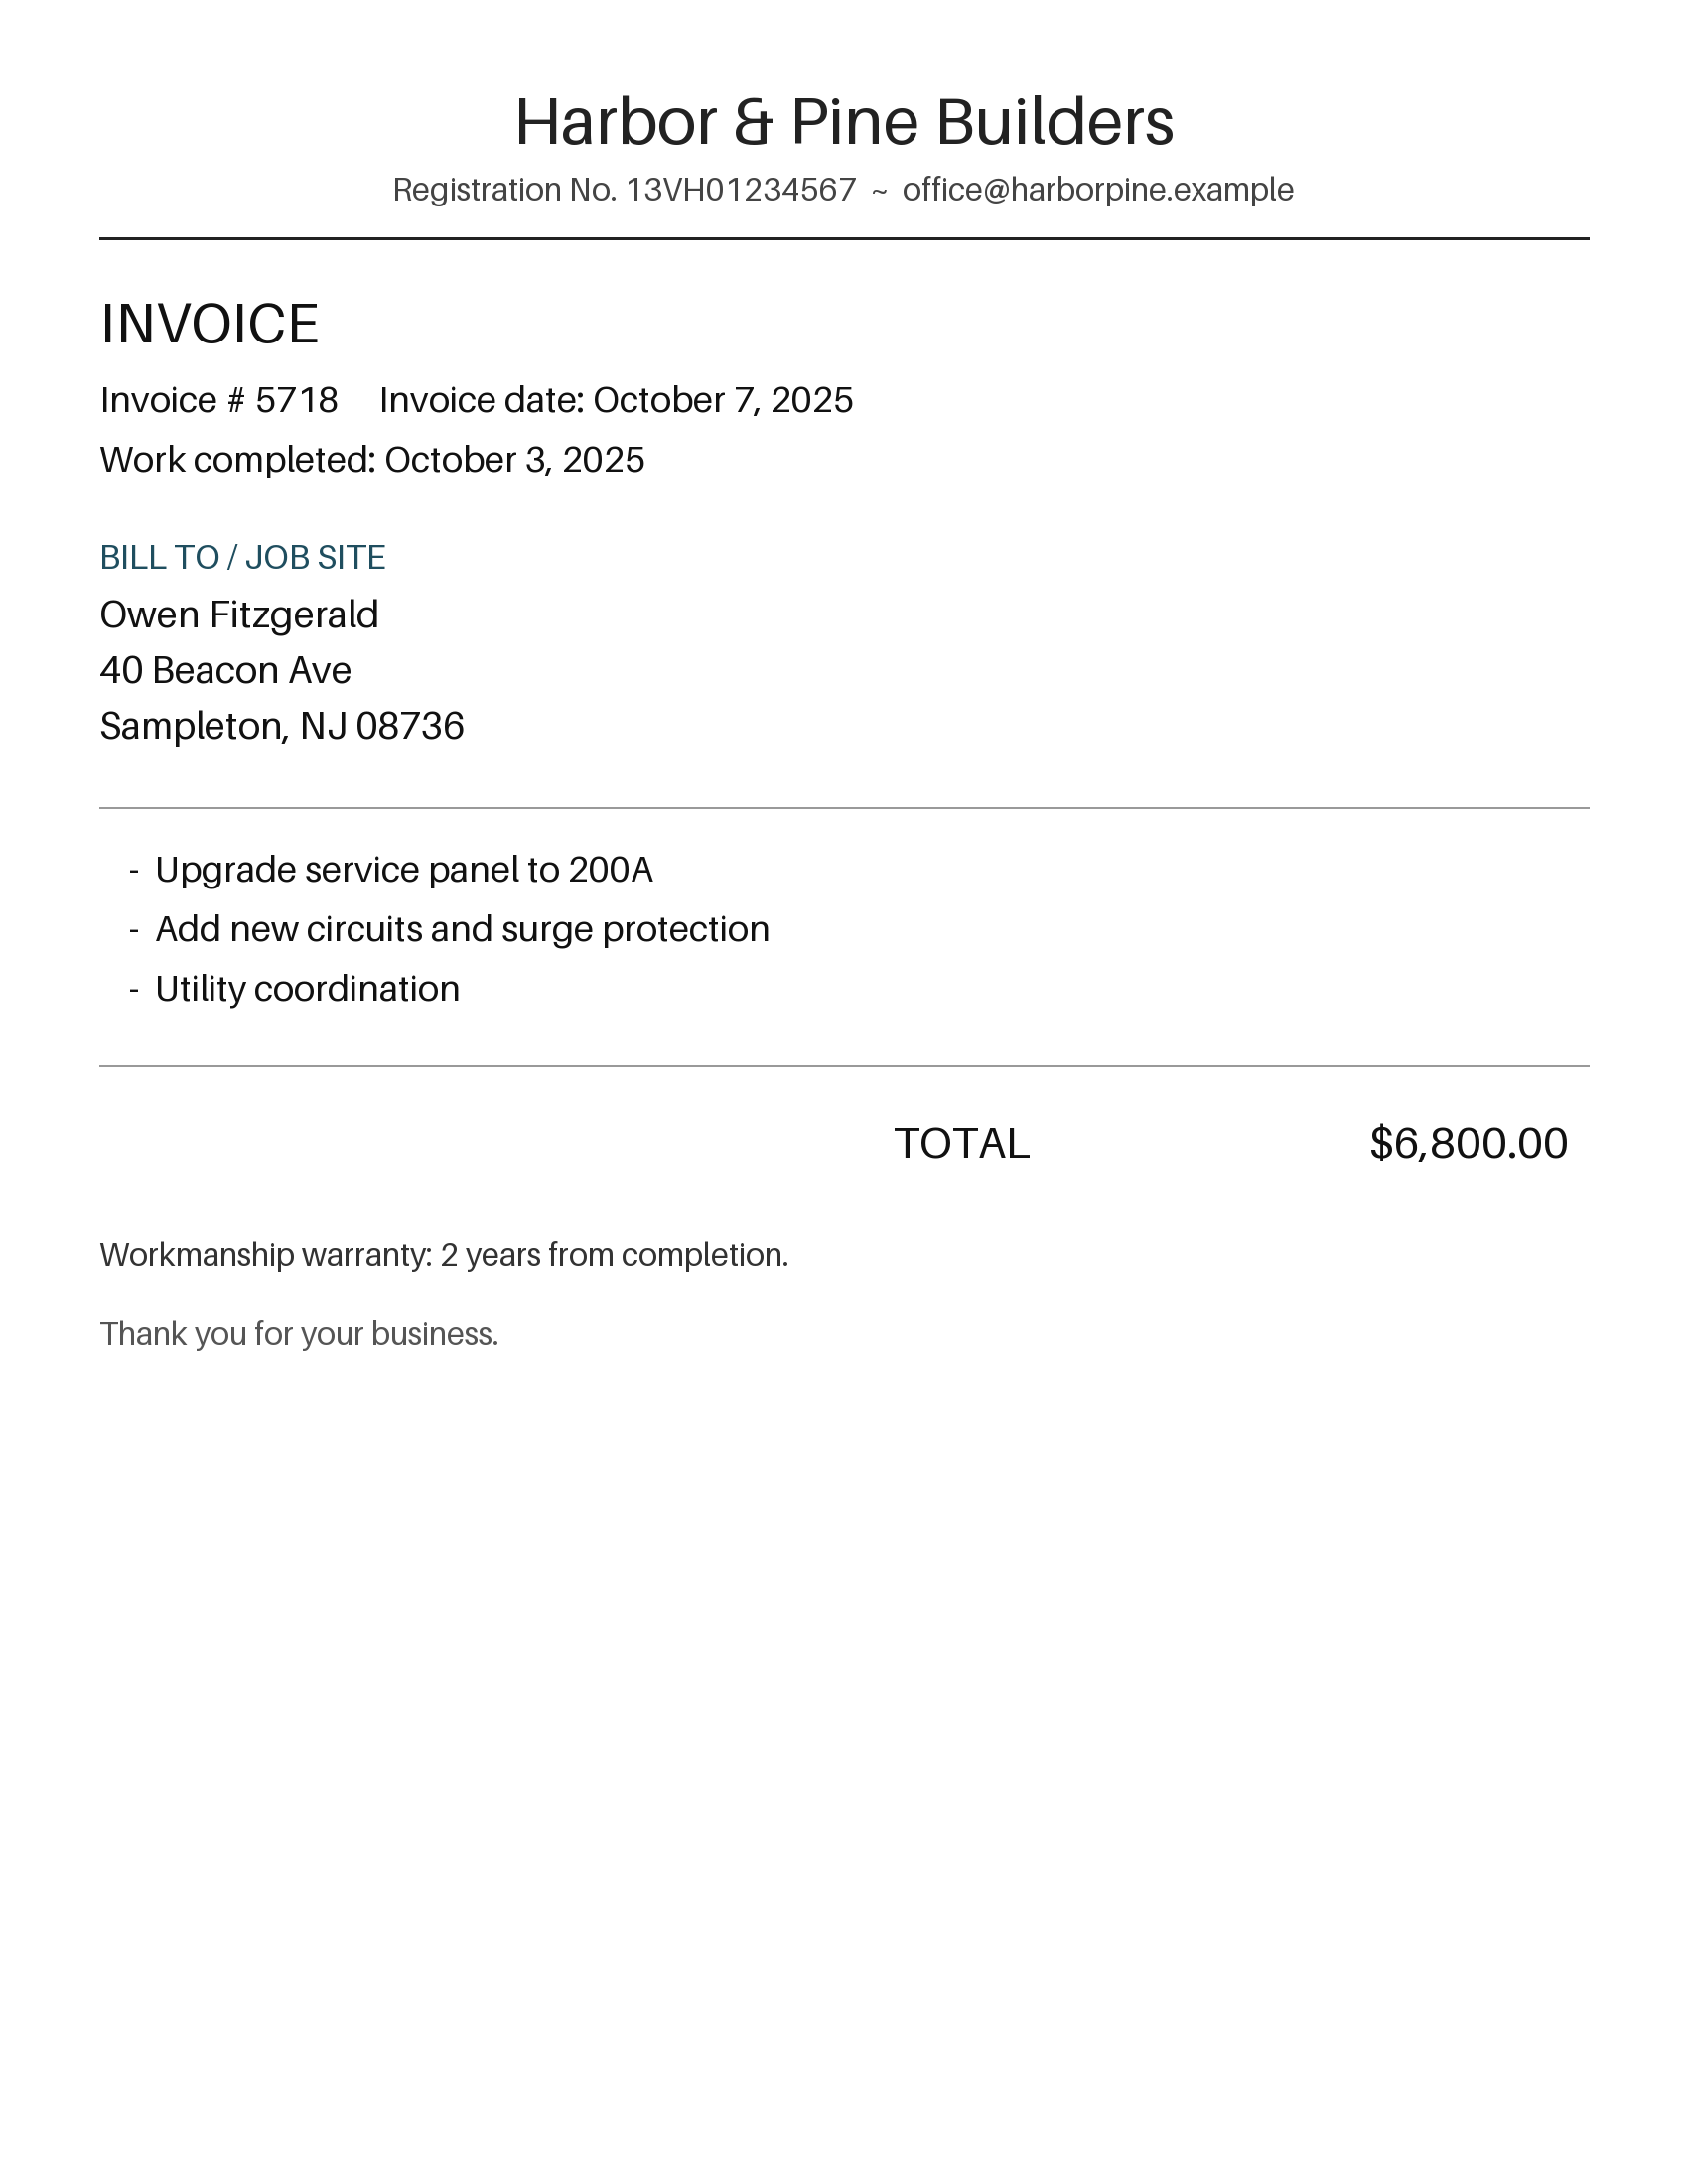 Harbor & Pine Builders
Registration No. 13VH01234567 ~ office@harborpine.example
INVOICE
Invoice # 5718 Invoice date: October 7, 2025
Work completed: October 3, 2025
BILL TO / JOB SITE
Owen Fitzgerald
40 Beacon Ave
Sampleton, NJ 08736
- Upgrade service panel to 200A
- Add new circuits and surge protection
- Utility coordination
TOTAL $6,800.00
Workmanship warranty: 2 years from completion.
Thank you for your business.